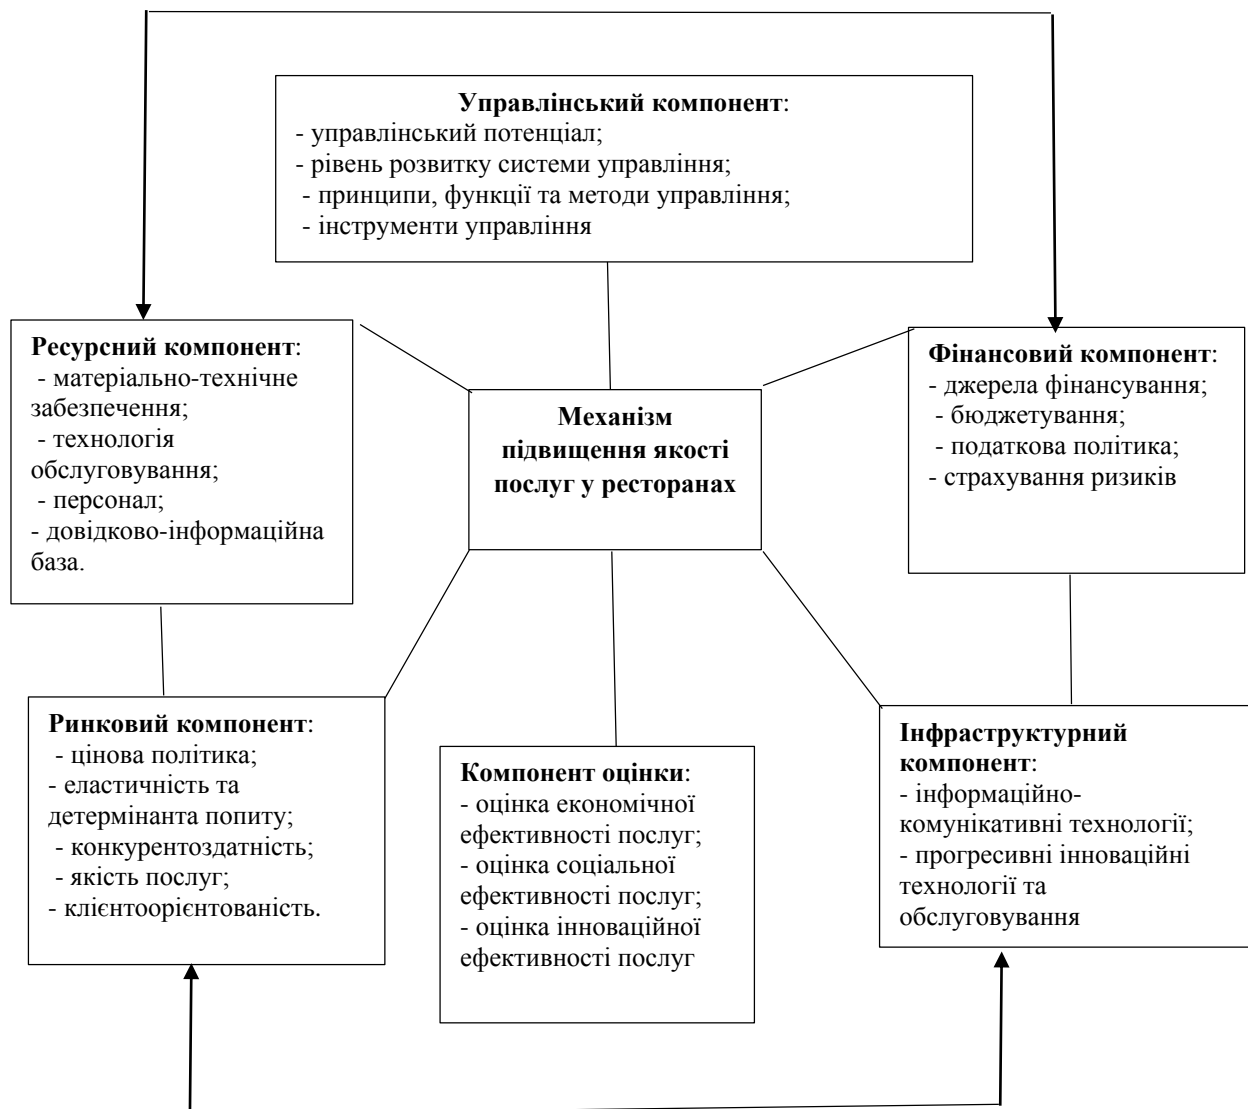 Управлінський компонент:
- управлінський потенціал;
- рівень розвитку системи управління;
- принципи, функції та методи управління;
- інструменти управління
Ресурсний компонент:
- матеріально-технічне
забезпечення;
- технологія
обслуговування;
- персонал;
- довідково-інформаційна
база.
Механізм
підвищення якості
послуг у ресторанах
Фінансовий компонент:
- джерела фінансування;
- бюджетування;
- податкова політика;
- страхування ризиків
Ринковий компонент:
- цінова політика;
- еластичність та
детермінанта попиту;
- конкурентоздатність;
- якість послуг;
- клієнтоорієнтованість.
Компонент оцінки:
- оцінка економічної
ефективності послуг;
- оцінка соціальної
ефективності послуг;
- оцінка інноваційної
ефективності послуг
Інфраструктурний
компонент:
- інформаційно-
комунікативні технології;
- прогресивні інноваційні
технології та
обслуговування